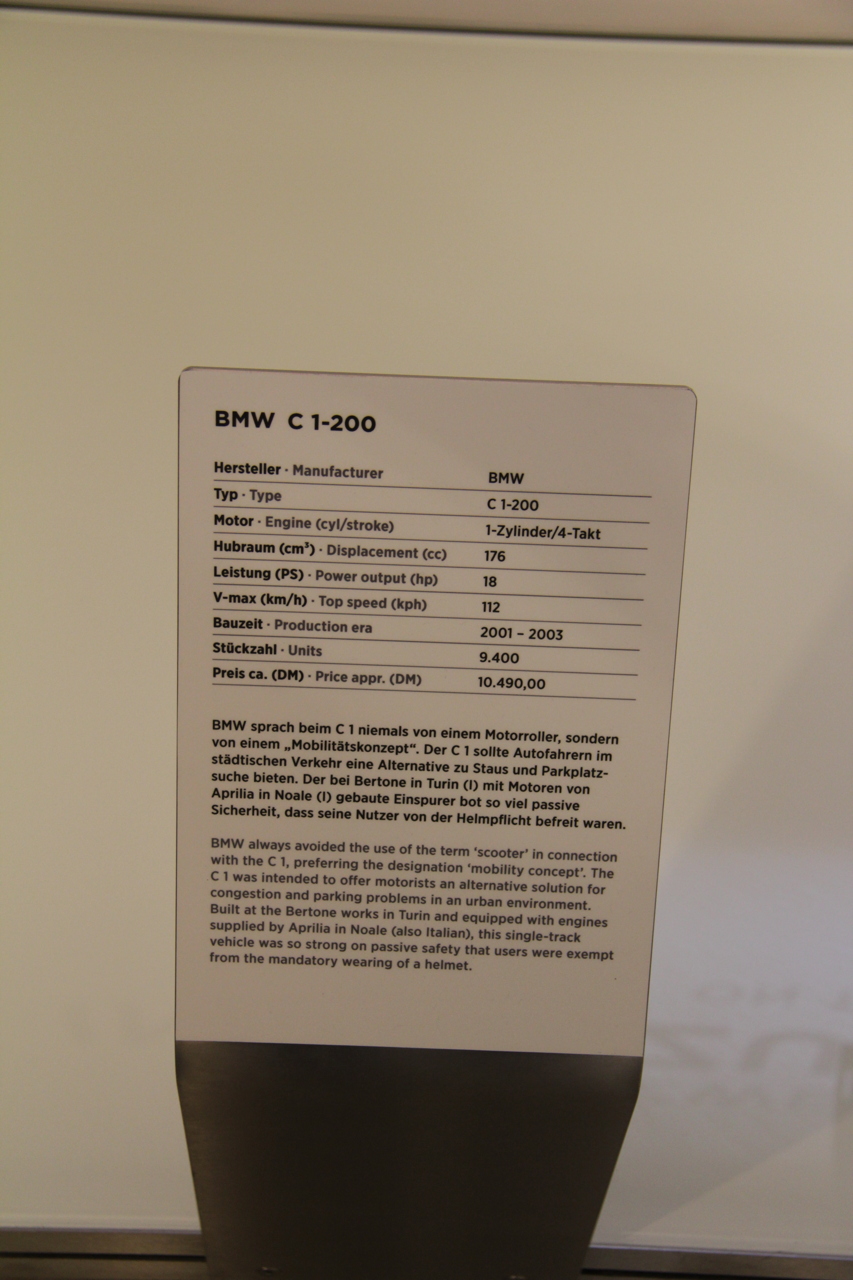 BMW C 1-200
Hersteller · Manufacturer BMW
Typ · Type C 1-200
Motor · Engine (cyl/stroke) 1-Zylinder/4-Takt
Hubraum (cm³) · Displacement (cc) 176
Leistung (PS) · Power output (hp) 18
V-max (km/h) · Top speed (kph) 112
Bauzeit · Production era 2001 – 2003
Stückzahl · Units 9.400
Preis ca. (DM) · Price appr. (DM) 10.490,00
BMW sprach beim C 1 niemals von einem Motorroller, sondern
von einem „Mobilitätskonzept“. Der C 1 sollte Autofahrern im
städtischen Verkehr eine Alternative zu Staus und Parkplatz-
suche bieten. Der bei Bertone in Turin (I) mit Motoren von
Aprilia in Noale (I) gebaute Einspurer bot so viel passive
Sicherheit, dass seine Nutzer von der Helmpflicht befreit waren.
BMW always avoided the use of the term ‘scooter’ in connection
with the C 1, preferring the designation ‘mobility concept’. The
C 1 was intended to offer motorists an alternative solution for
congestion and parking problems in an urban environment.
Built at the Bertone works in Turin and equipped with engines
supplied by Aprilia in Noale (also Italian), this single-track
vehicle was so strong on passive safety that users were exempt
from the mandatory wearing of a helmet.